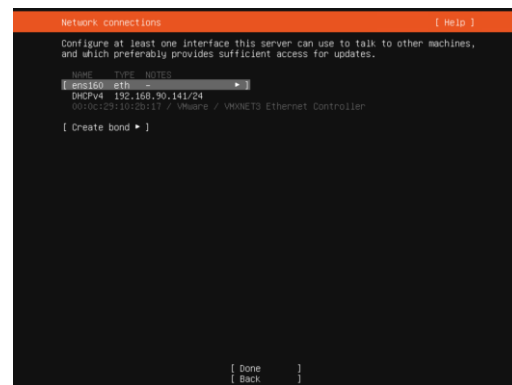 Network connections [ Help ]
Configure at least one interface this server can use to talk to other machines,
and which preferably provides sufficient access for updates.
NAME TYPE NOTES
[ ens160 eth - ▸ ]
DHCPv4 192.168.90.141/24
00:0c:29:10:2b:17 / VMware / VMXNET3 Ethernet Controller
[ Create bond ▸ ]
[ Done ]
[ Back ]